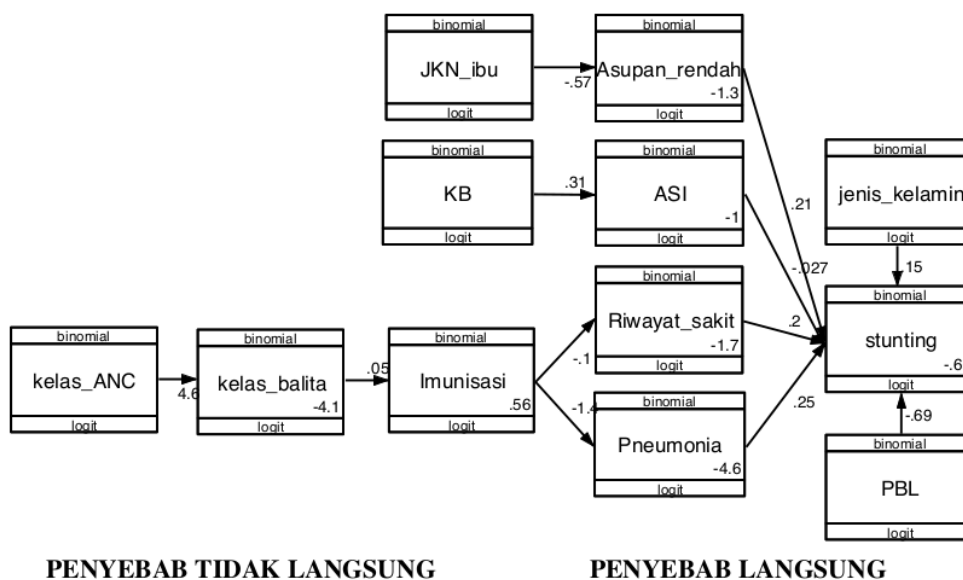 binomial
JKN_ibu
logit
-.57
binomial
Asupan_rendah
-1.3
logit
binomial
KB
logit
.31
binomial
ASI
-1
logit
.21
-.027
binomial
jenis_kelamin
logit
.15
binomial
kelas_ANC
logit
4.6
binomial
kelas_balita
-4.1
logit
.05
binomial
Imunisasi
.56
logit
-.1
-1.4
binomial
Riwayat_sakit
-1.7
logit
.2
binomial
Pneumonia
-4.6
logit
.25
binomial
stunting
-.6
logit
-.69
binomial
PBL
logit
PENYEBAB TIDAK LANGSUNG
PENYEBAB LANGSUNG